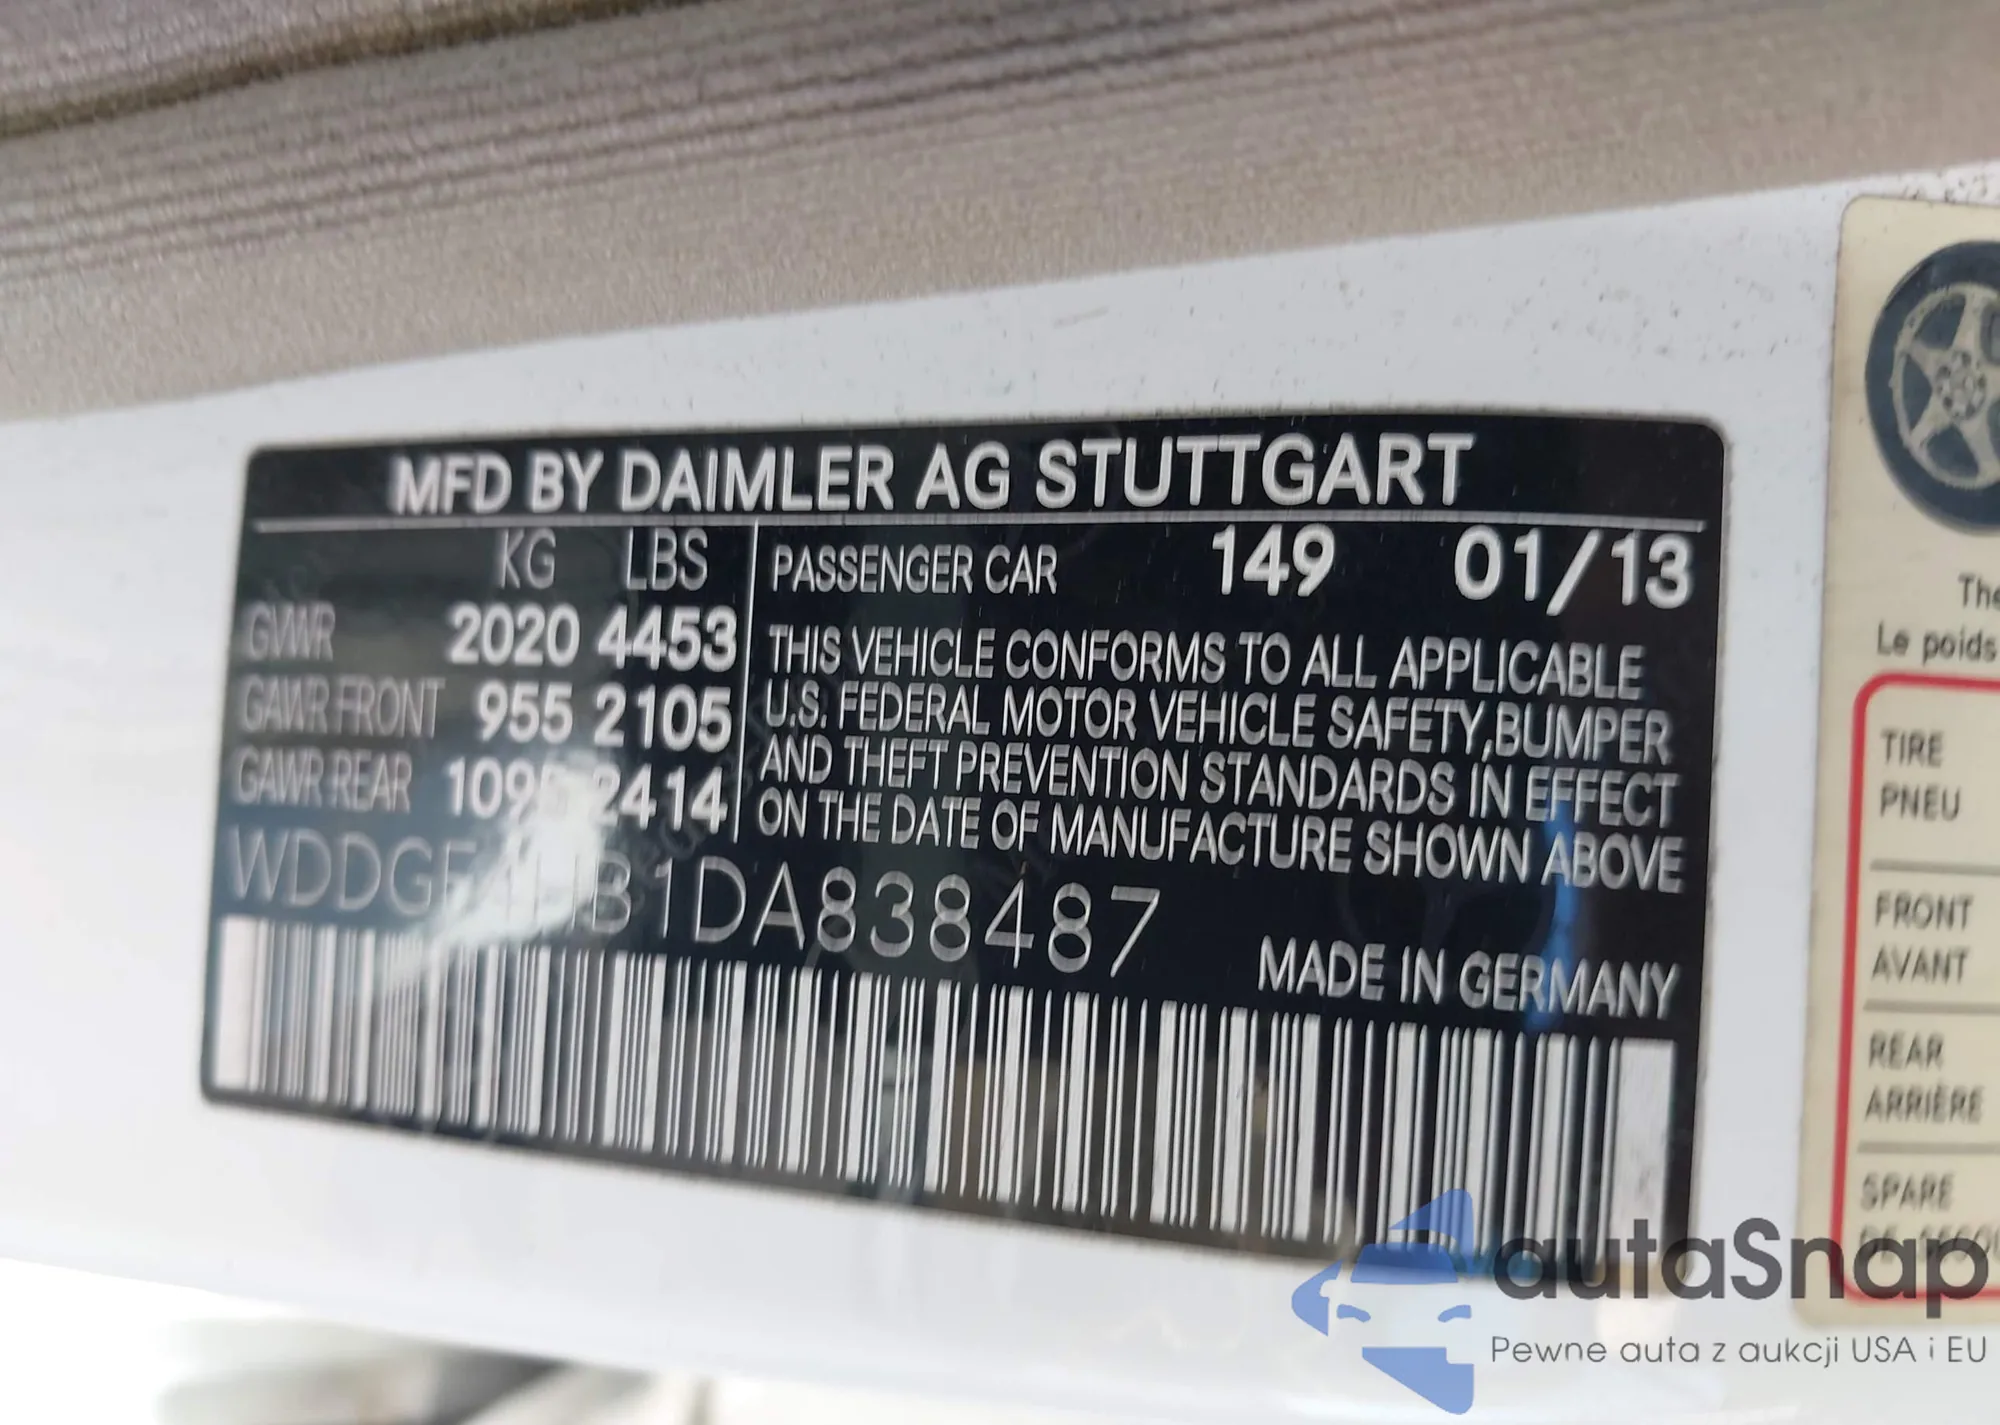 MFD BY DAIMLER AG STUTTGART
KG LBS
GVWR 2020 4453
GAWR FRONT 955 2105
GAWR REAR 2414
PASSENGER CAR 149 01/13
THIS VEHICLE CONFORMS TO ALL APPLICABLE
U.S. FEDERAL MOTOR VEHICLE SAFETY,BUMPER
AND THEFT PREVENTION STANDARDS IN EFFECT
ON THE DATE OF MANUFACTURE SHOWN ABOVE
MADE IN GERMANY
The
Le poids
TIRE
PNEU
FRONT
AVANT
REAR
ARRIÈRE
SPARE
autaSnap
Pewne auta z aukcji USA i EU